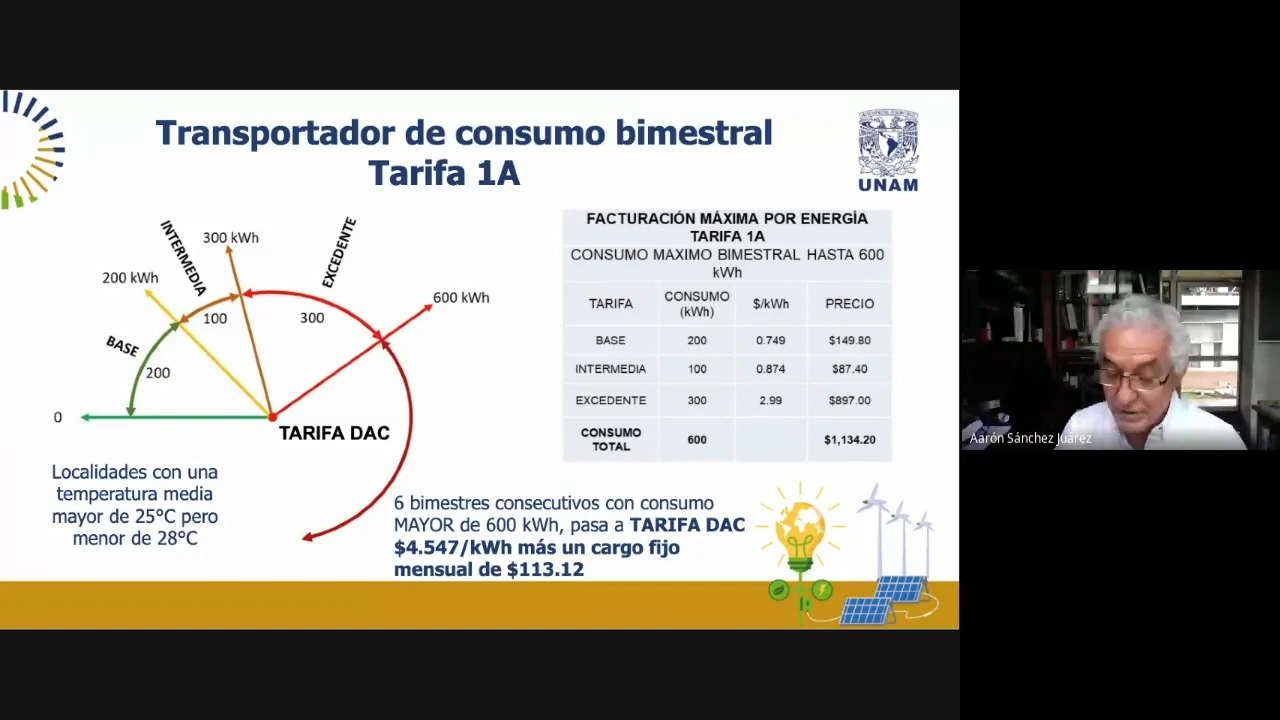 Transportador de consumo bimestral
Tarifa 1A
UNAM
INTERMEDIA
EXCEDENTE
300 kWh
200 kWh
600 kWh
BASE
100
300
200
0
TARIFA DAC
Localidades con una
temperatura media
mayor de 25°C pero
menor de 28°C
FACTURACIÓN MÁXIMA POR ENERGÍA
TARIFA 1A
CONSUMO MAXIMO BIMESTRAL HASTA 600
kWh
TARIFA CONSUMO (kWh) $/kWh PRECIO
BASE 200 0.749 $149.80
INTERMEDIA 100 0.874 $87.40
EXCEDENTE 300 2.99 $897.00
CONSUMO TOTAL 600 $1,134.20
6 bimestres consecutivos con consumo
MAYOR de 600 kWh, pasa a TARIFA DAC
$4.547/kWh más un cargo fijo
mensual de $113.12
Aarón Sánchez Juárez